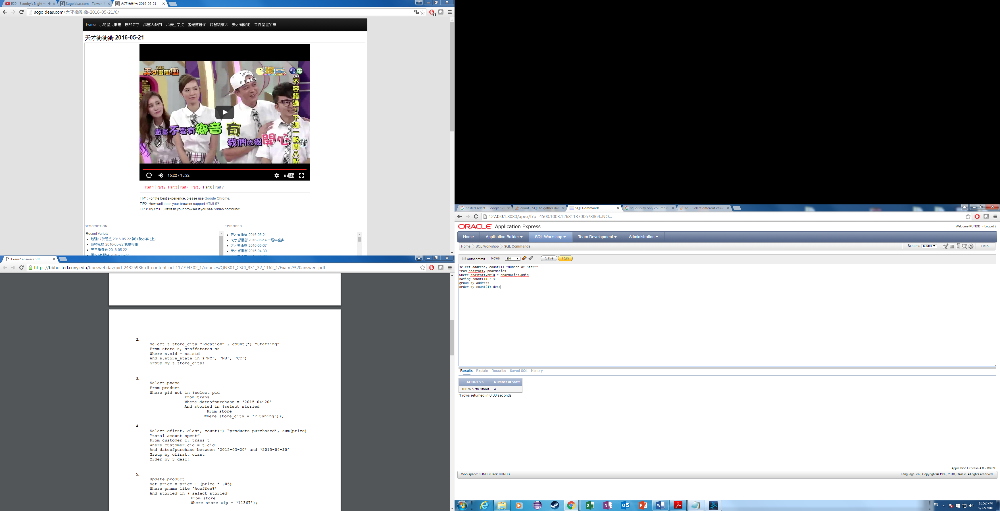 E20 - Scooby's Night w
Sugoideas.com - Taiwan
天才衝衝衝 2016-05-21 -
scgoideas.com/天才衝衝衝-2016-05-21/6/
Home 小明星大跟班 康熙来了 綜藝大熱門 大學生了沒 國光幫幫忙 綜藝玩很大 天才衝衝衝 来自星星的事
天才衝衝衝 2016-05-21
天才衝衝衝
CTS
HD
不容錯過！下週一晚間八點
盡量不要有鄉音 有
我們也很開心
15:22 / 15:22
YouTube
Part 1 | Part 2 | Part 3 | Part 4 | Part 5 | Part 6 | Part 7
TIP1: For the best experience, please use Google Chrome.
TIP2: How well does your browser support HTML5?
TIP3: Try ctrl+F5 refresh your browser if you see "Video not found".
DESCRIPTION:
Recent Variety
超強17練習生 2016-05-22 韓訓驗收賽 (上)
瘟神無雙 2016-05-22 我要報報
天王豬哥秀 2016-05-22
EPISODES:
天才衝衝衝 2016-05-21
天才衝衝衝 2016-05-14 十週年盛典
天才衝衝衝 2016-05-07
天才衝衝衝 2016-04-30
Exam2 answers.pdf
https://bbhosted.cuny.edu/bbcswebdav/pid-24325986-dt-content-rid-117794302_1/courses/QNS01_CSCI_331_32_1162_1/Exam2%20answers.pdf
2.
Select s.store_city “Location” , count(*) “Staffing”
From store s, staffstores ss
Where s.sid = ss.sid
And s.store_state in (‘NY’, ‘NJ’, ‘CT’)
Group by s.store_city;
3.
Select pname
From product
Where pid not in (select pid
From trans
Where dateofpurchase = ‘2015-04’20’
And storied in (select storied
From store
Where store_city = ‘Flushing’));
4.
Select cfirst, clast, count(*) “products purchased’, sum(price)
“total amount spent”
From customer c, trans t
Where customer.cid = t.cid
And dateofpurchase between ‘2015-03-20’ and ‘2015-04-20’
Group by cfirst, clast
Order by 3 desc;
5.
Update product
Set price = price + (price * .05)
Where pname like ‘%coffee%’
And storied in ( select storied
From store
Where store_zip = ‘11367’);
nested select - Google Se
count - SQL to gather dat
SQL Commands
sql display only column w
sql - Select different value
127.0.0.1:8080/apex/f?p=4500:1003:1268113700678864::NO:::
ORACLE Application Express
Welcome KUNDB ( Logout )
Home Application Builder SQL Workshop Team Development Administration
Home SQL Workshop SQL Commands
Schema KUNDB Help
Autocommit Rows 200 Save Run
select address, count(1) "Number of Staff"
from phastaff, pharmacies
where phastaff.pmid = pharmacies.pmid
having count(1) > 3
group by address
order by count(1) desc
Results Explain Describe Saved SQL History
ADDRESS Number of Staff
100 W 57th Street 4
1 rows returned in 0.00 seconds
Application Express 4.0.2.00.09
Workspace: KUNDB User: KUNDB
Language: en | Copyright © 1999, 2010, Oracle. All rights reserved.
EN
10:52 PM
5/22/2016